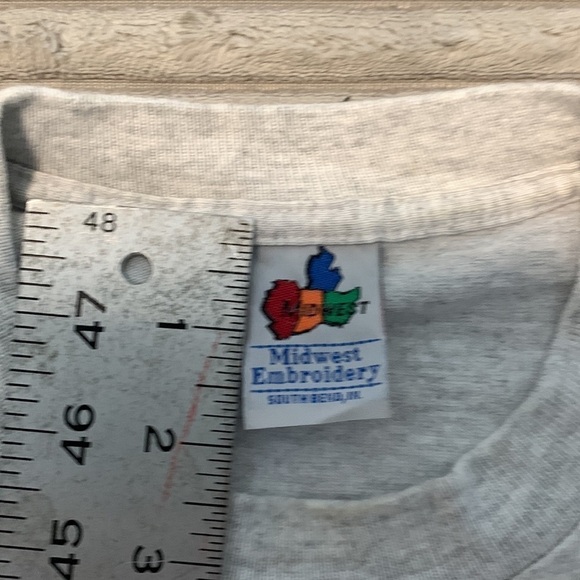 48
47
1
46
2
45
3
MIDWEST
Midwest
Embroidery
SOUTH BEND, IN.